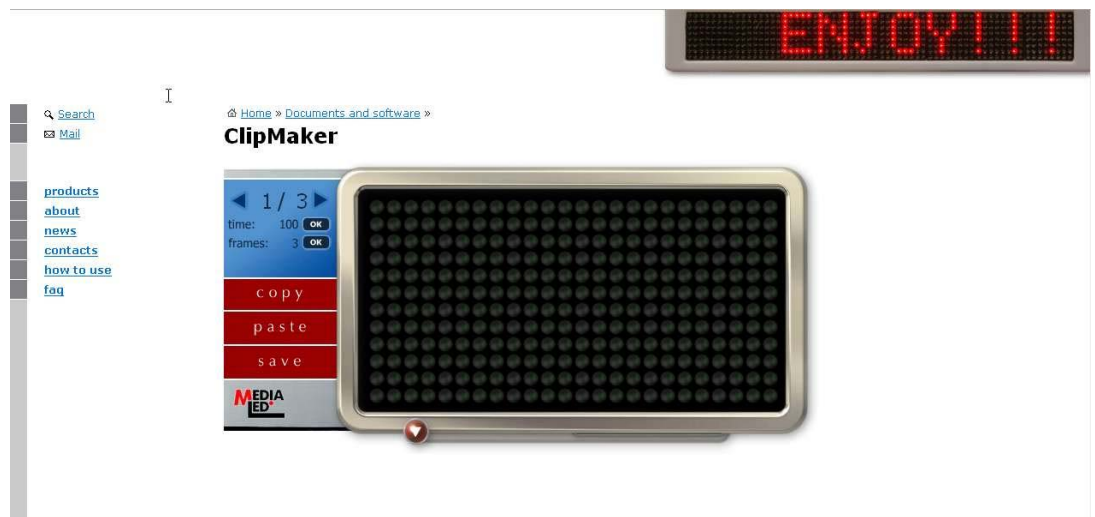 ENJOY!!!
Search
Mail
Home » Documents and software »
ClipMaker
products
about
news
contacts
how to use
faq
1/ 3
time: 100 OK
frames: 3 OK
copy
paste
save
MEDIA
LED